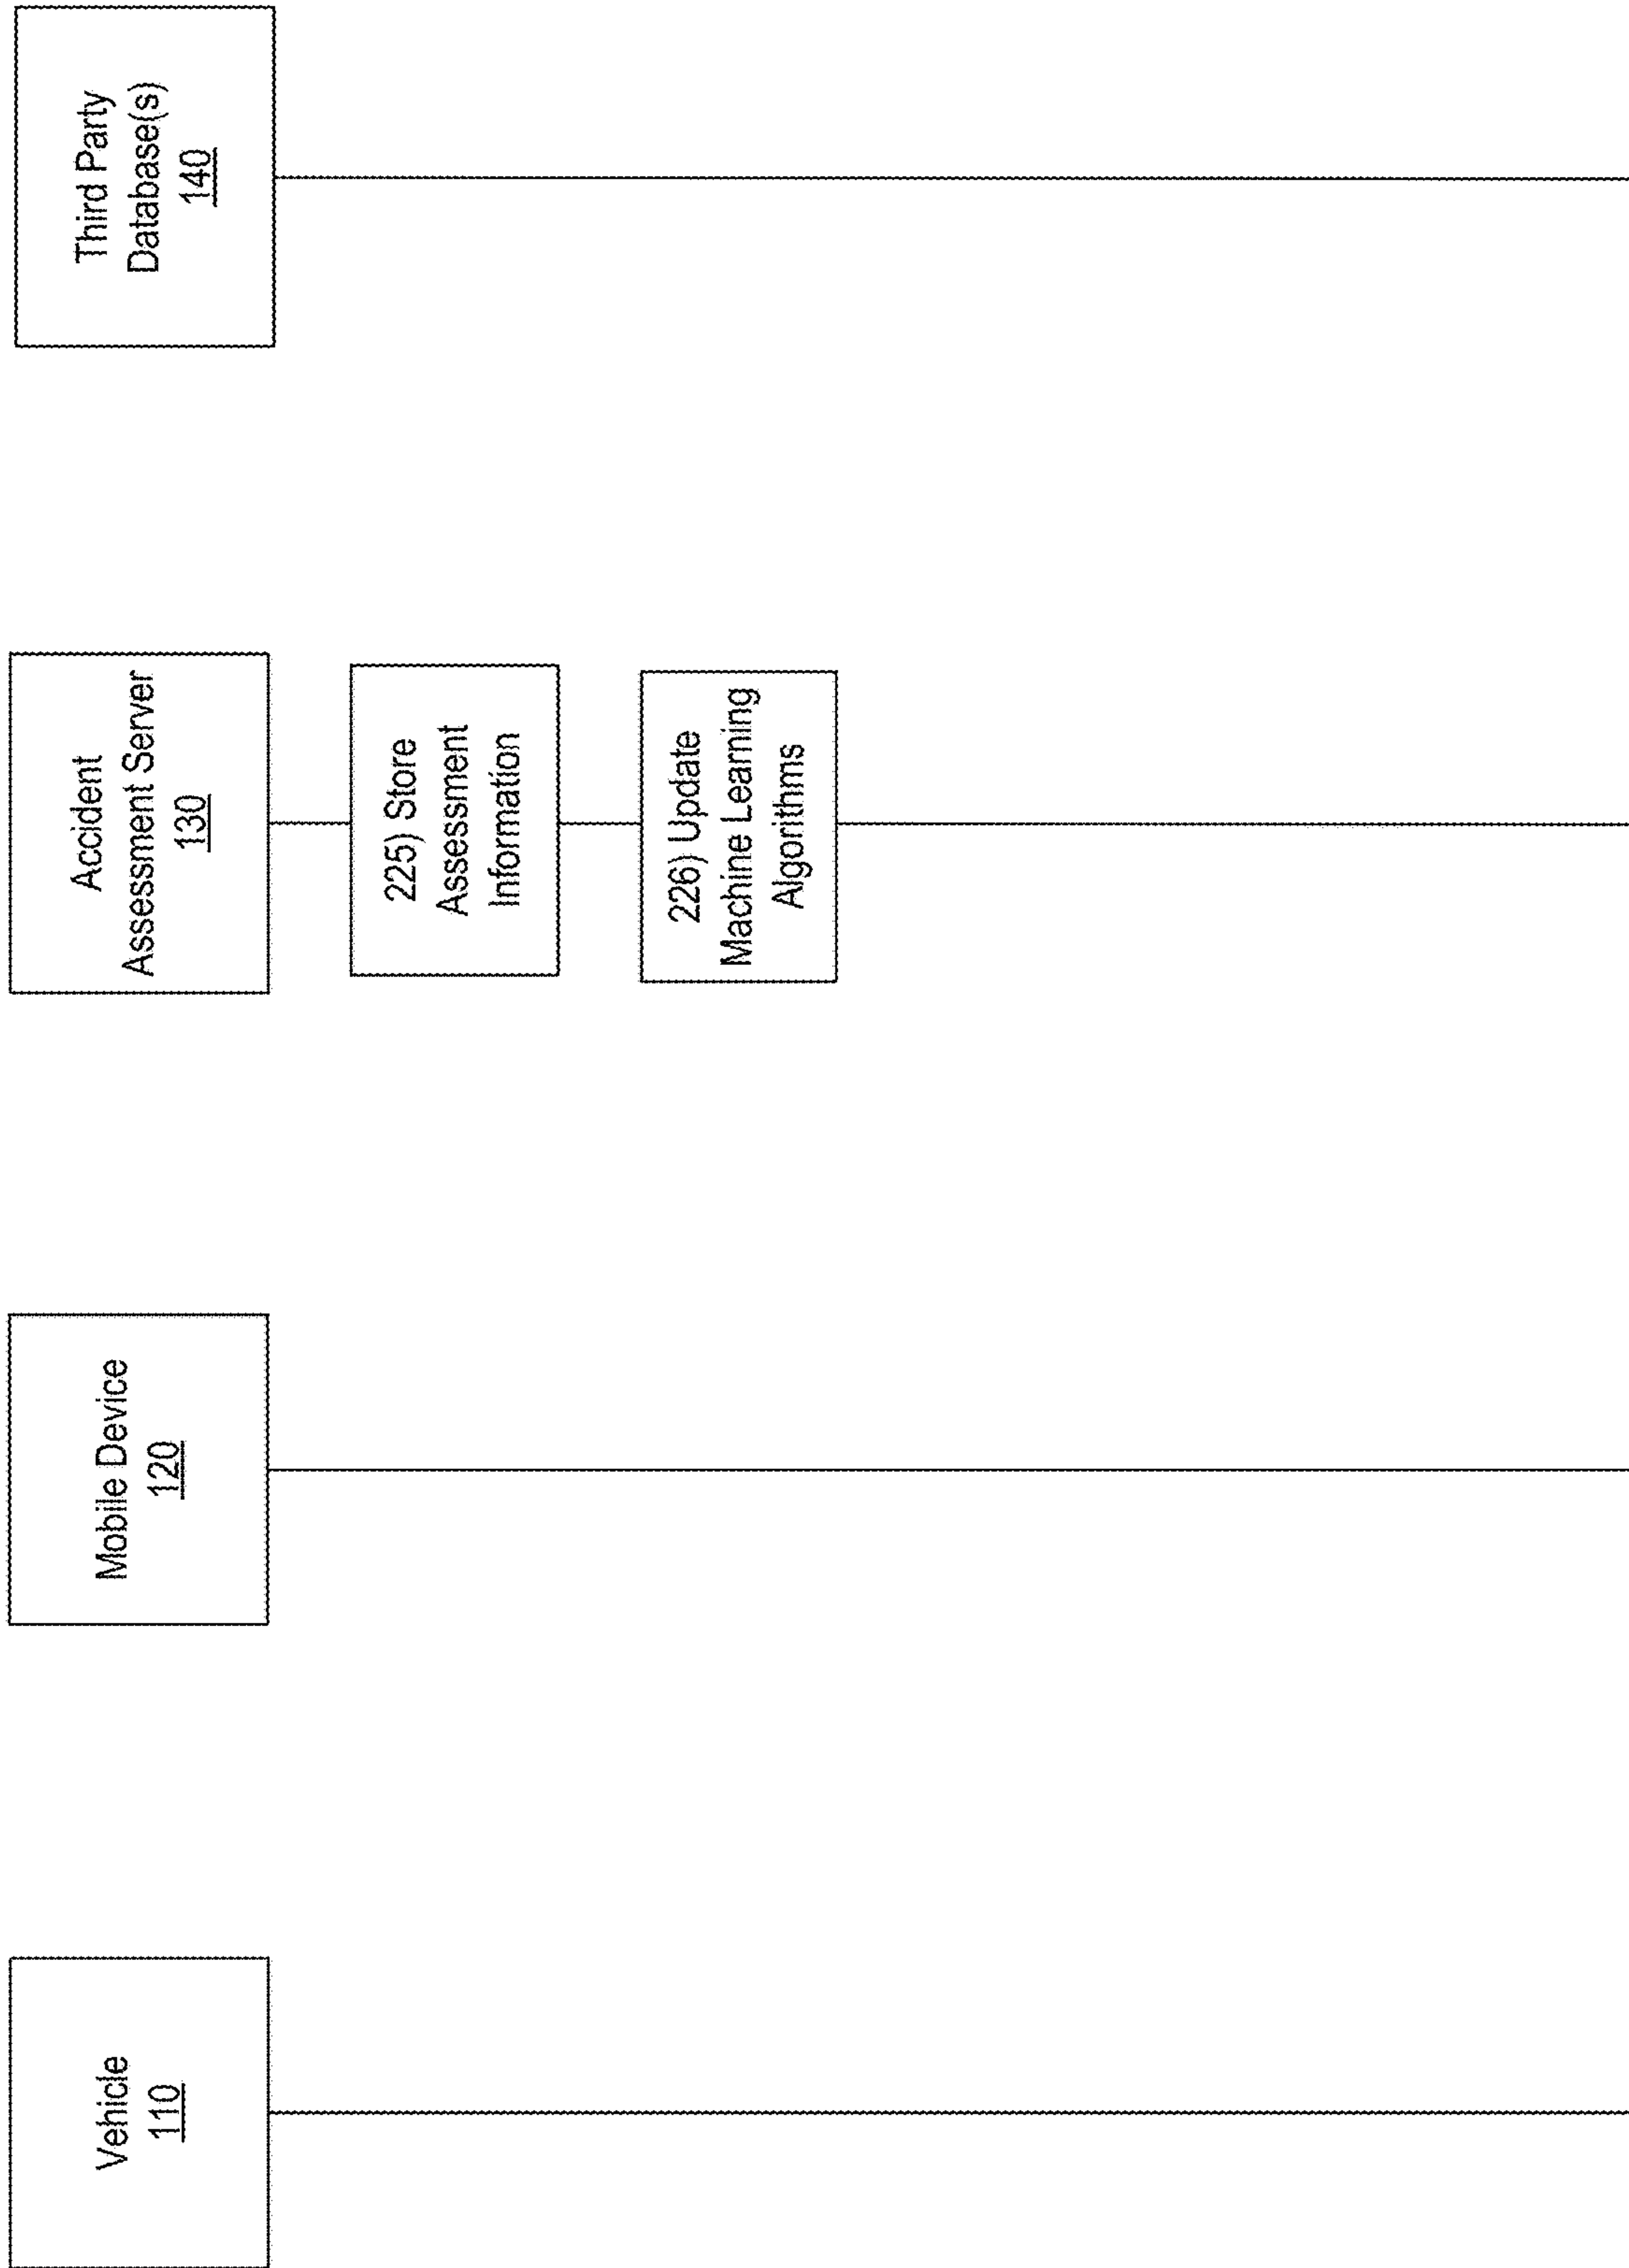 Vehicle
110
Mobile Device
120
Accident
Assessment Server
130
225) Store
Assessment
Information
226) Update
Machine Learning
Algorithms
Third Party
Database(s)
140